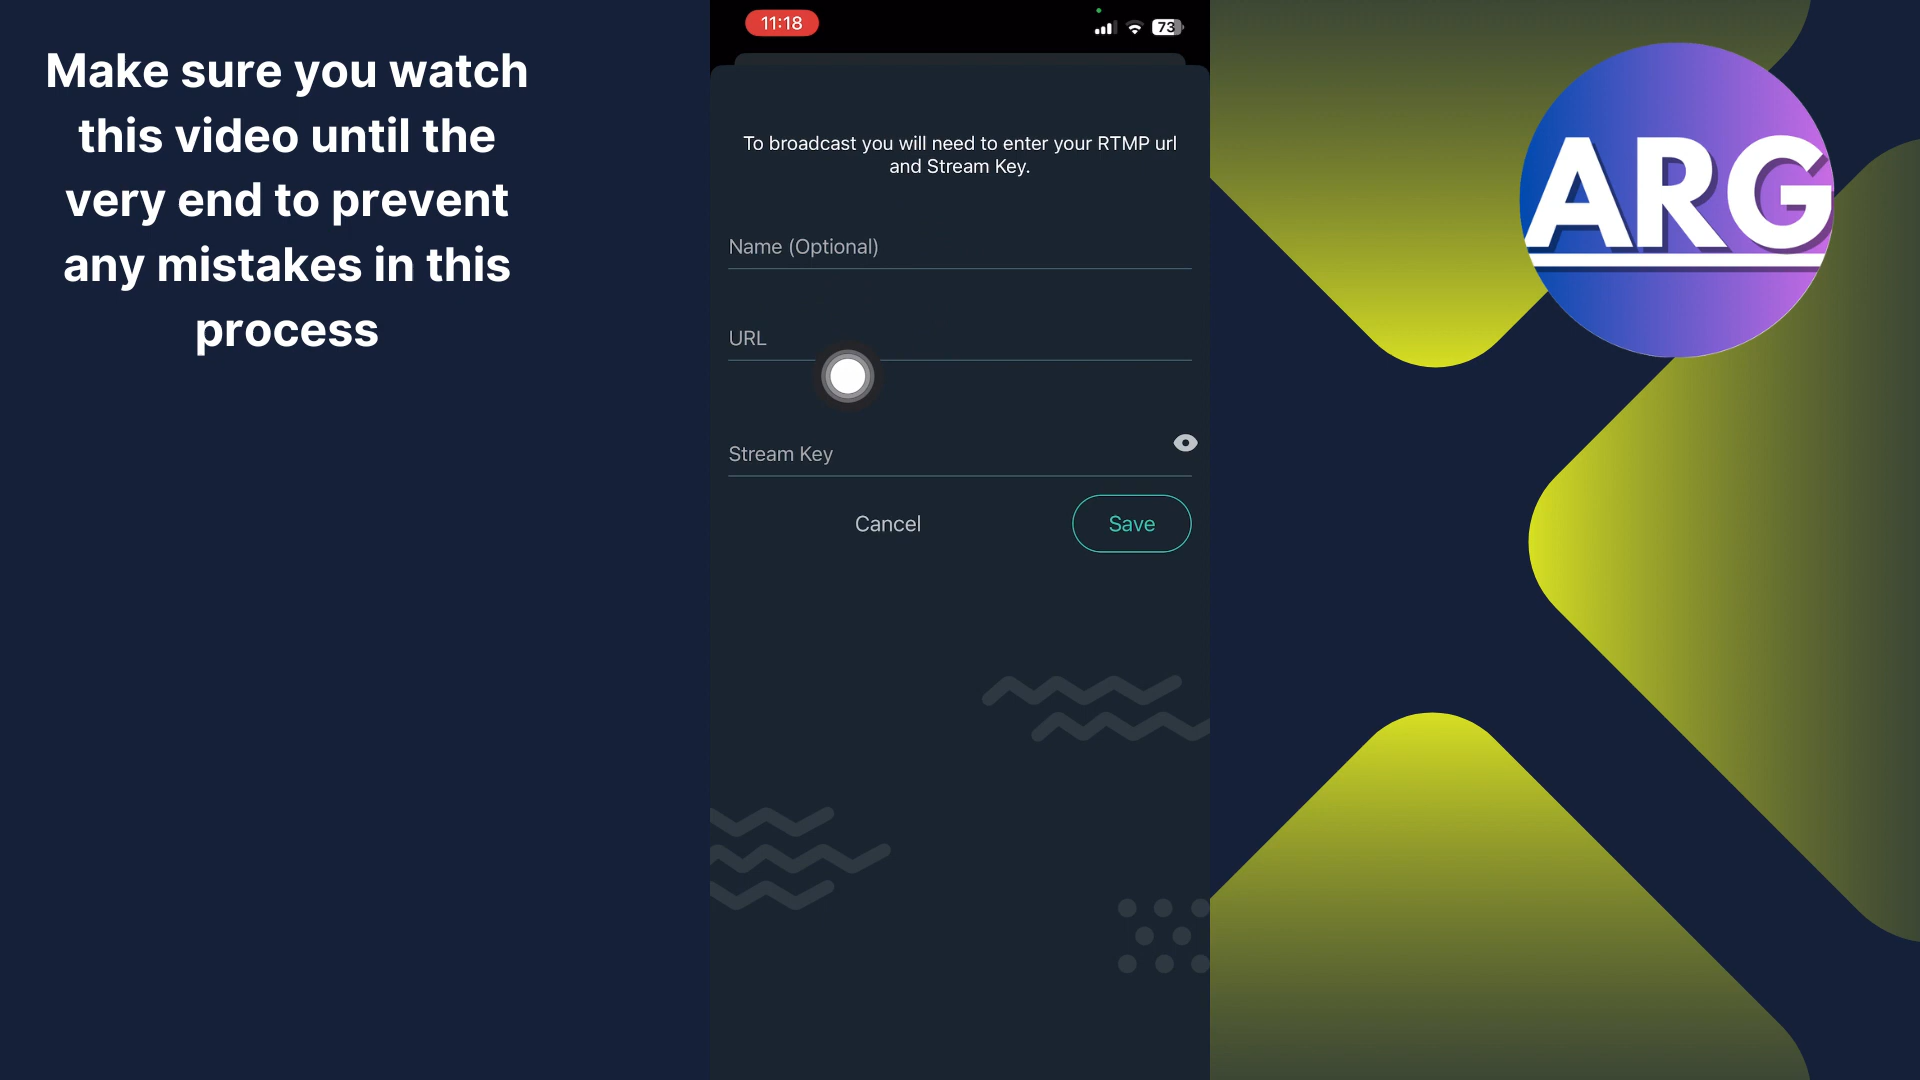 Make sure you watch
this video until the
very end to prevent
any mistakes in this
process
11:18
73
To broadcast you will need to enter your RTMP url
and Stream Key.
Name (Optional)
URL
Stream Key
Cancel
Save
ARG